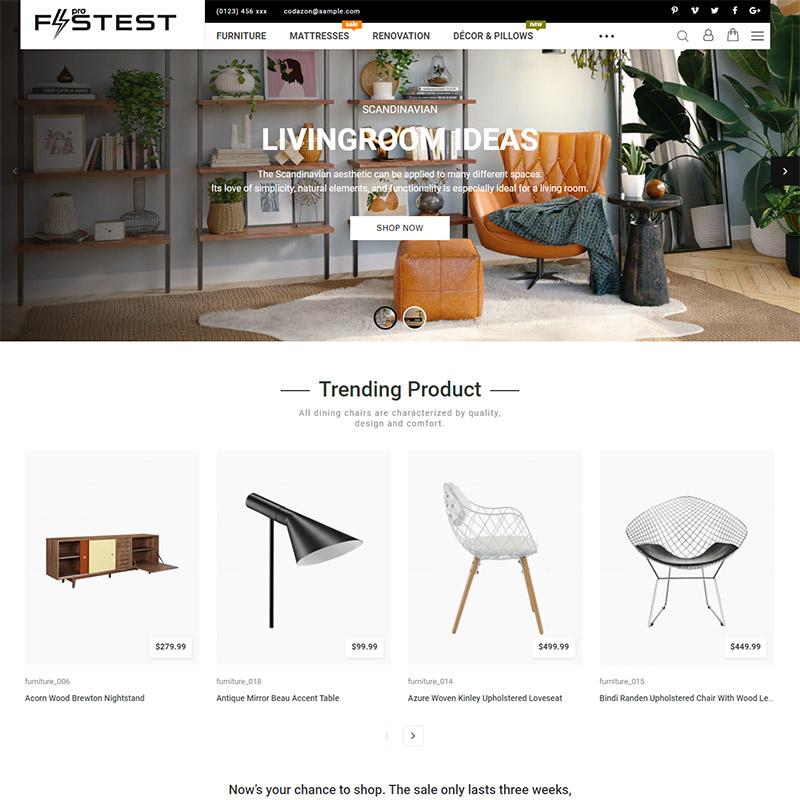 pro
FASTEST
(0123) 456 xxx
codazon@sample.com
FURNITURE
MATTRESSES
sale
RENOVATION
DÉCOR & PILLOWS
new
SCANDINAVIAN
LIVINGROOM IDEAS
The Scandinavian aesthetic can be applied to many different spaces.
Its love of simplicity, natural elements, and functionality is especially ideal for a living room.
SHOP NOW
Trending Product
All dining chairs are characterized by quality,
design and comfort.
$279.99
$99.99
$499.99
$449.99
furniture_006
furniture_018
furniture_014
furniture_015
Acorn Wood Brewton Nightstand
Antique Mirror Beau Accent Table
Azure Woven Kinley Upholstered Loveseat
Bindi Randen Upholstered Chair With Wood Le..
Now's your chance to shop. The sale only lasts three weeks,